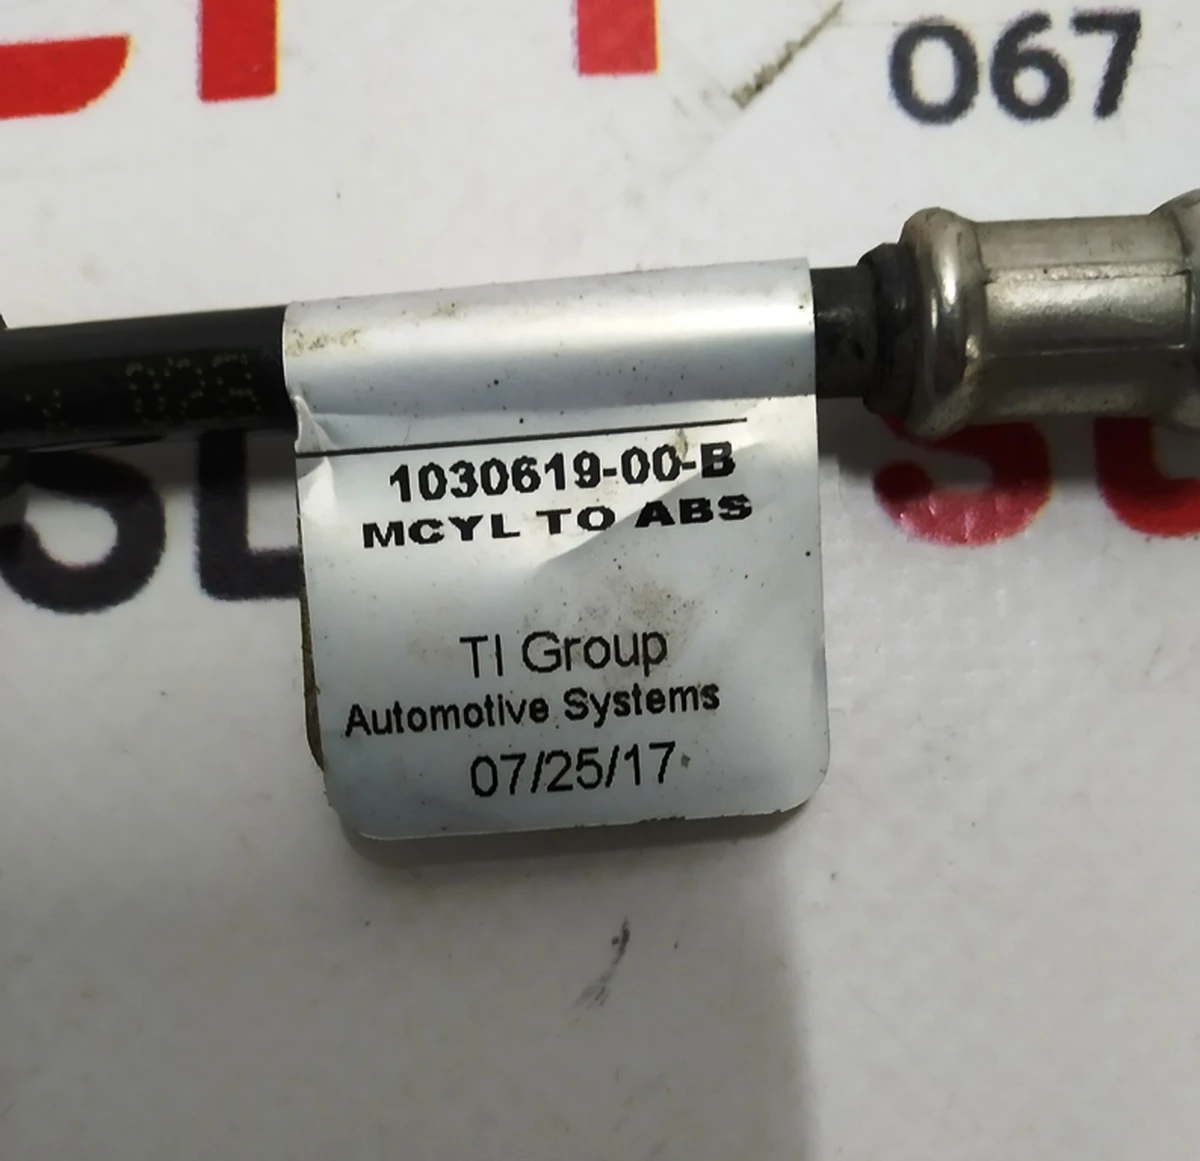 067
1030619-00-B
MCYL TO ABS
TI Group
Automotive Systems
07/25/17